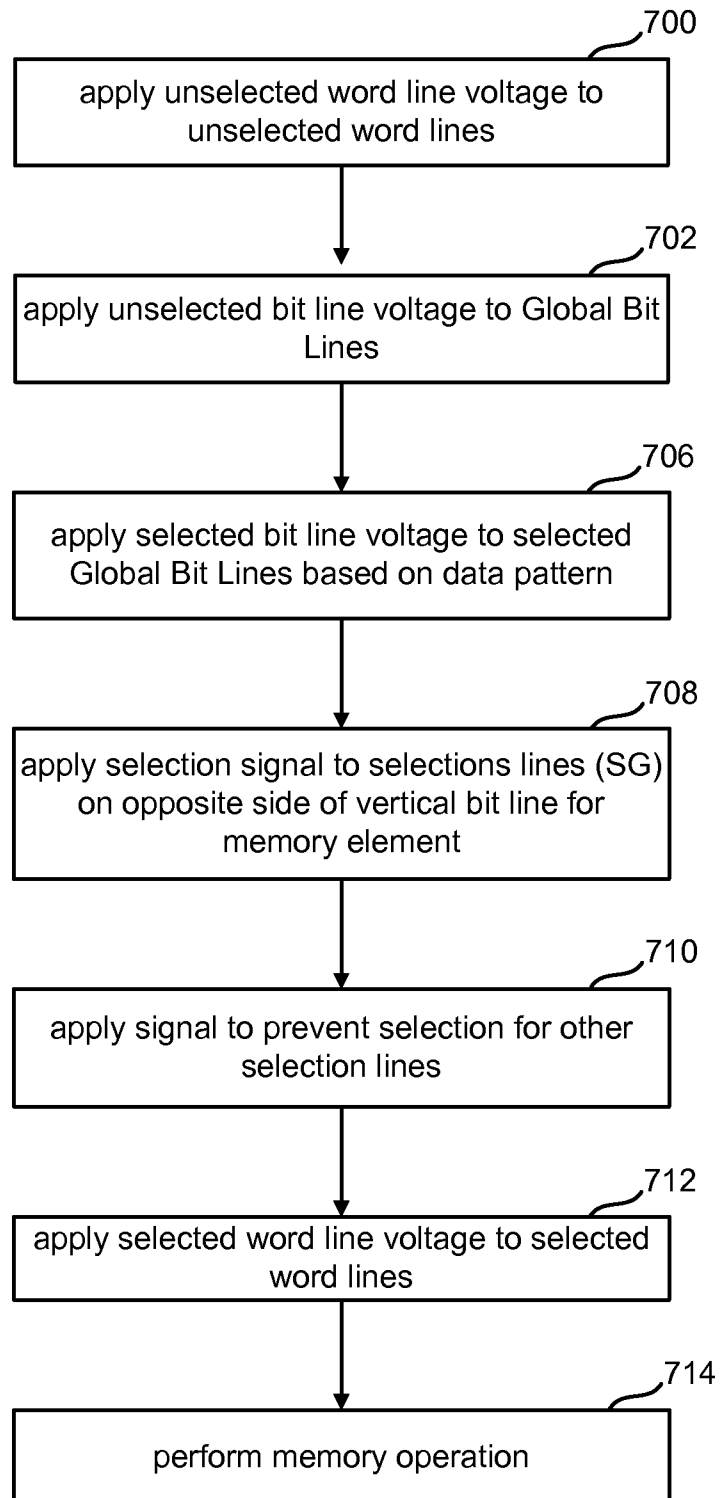 700
apply unselected word line voltage to
unselected word lines
702
apply unselected bit line voltage to Global Bit
Lines
706
apply selected bit line voltage to selected
Global Bit Lines based on data pattern
708
apply selection signal to selections lines (SG)
on opposite side of vertical bit line for
memory element
710
apply signal to prevent selection for other
selection lines
712
apply selected word line voltage to selected
word lines
714
perform memory operation